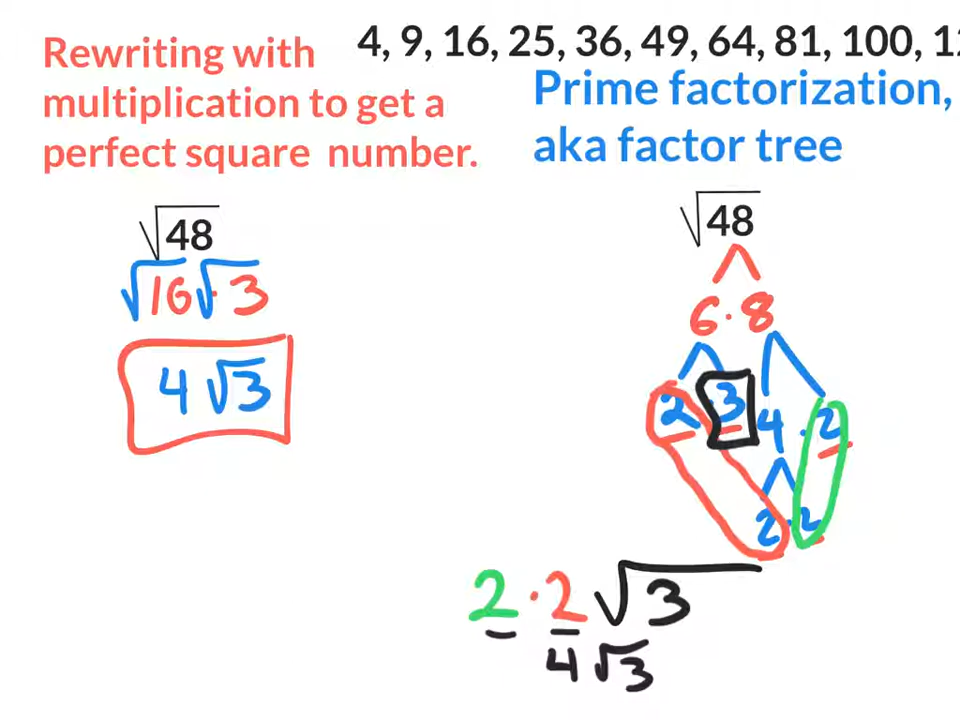 Rewriting with
multiplication to get a
perfect square number.
√48
√16 √· 3
4 √3
4, 9, 16, 25, 36, 49, 64, 81, 100,
Prime factorization,
aka factor tree
√48
6 · 8
2 · 3 4 · 2
2 · 2
2 · 2 √3
4 √3